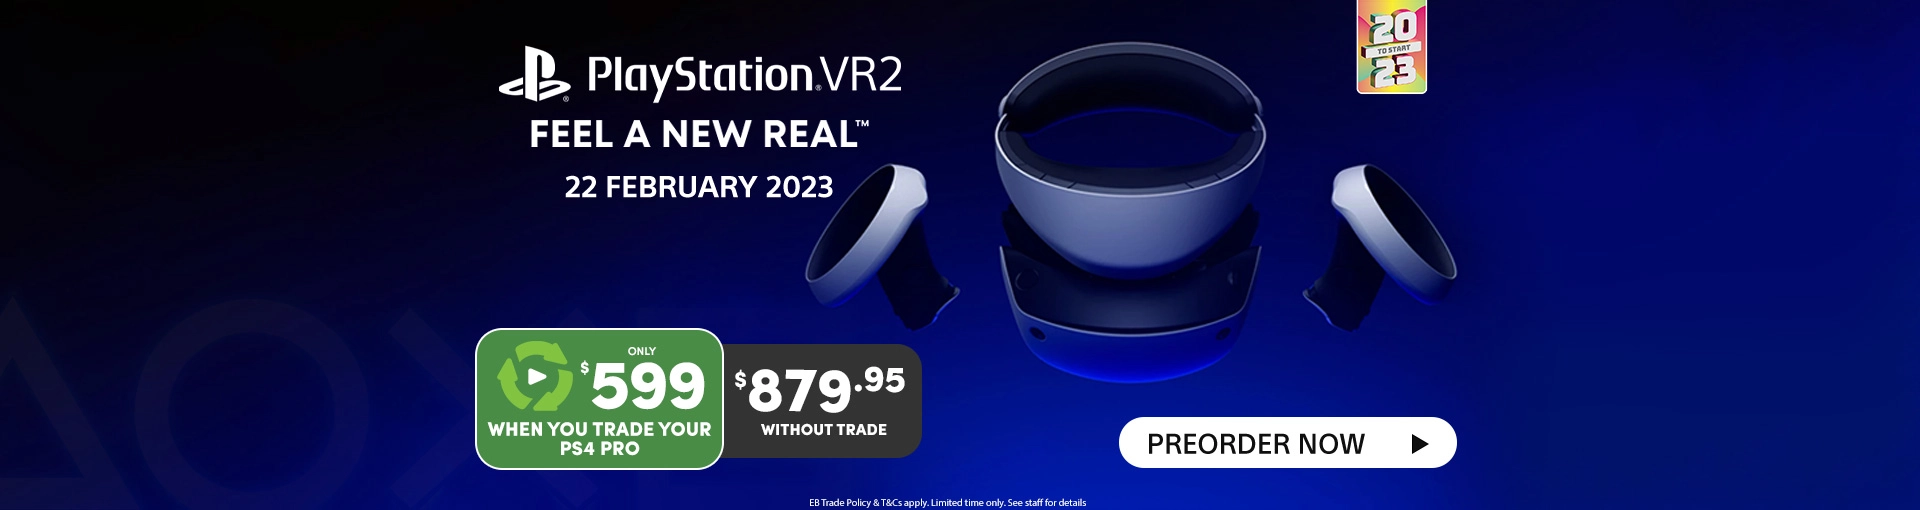 PlayStation®VR2
FEEL A NEW REAL™
22 FEBRUARY 2023
20
TO START
23
ONLY
$599
WHEN YOU TRADE YOUR
PS4 PRO
$879.95
WITHOUT TRADE
PREORDER NOW
EB Trade Policy & T&Cs apply. Limited time only. See staff for details